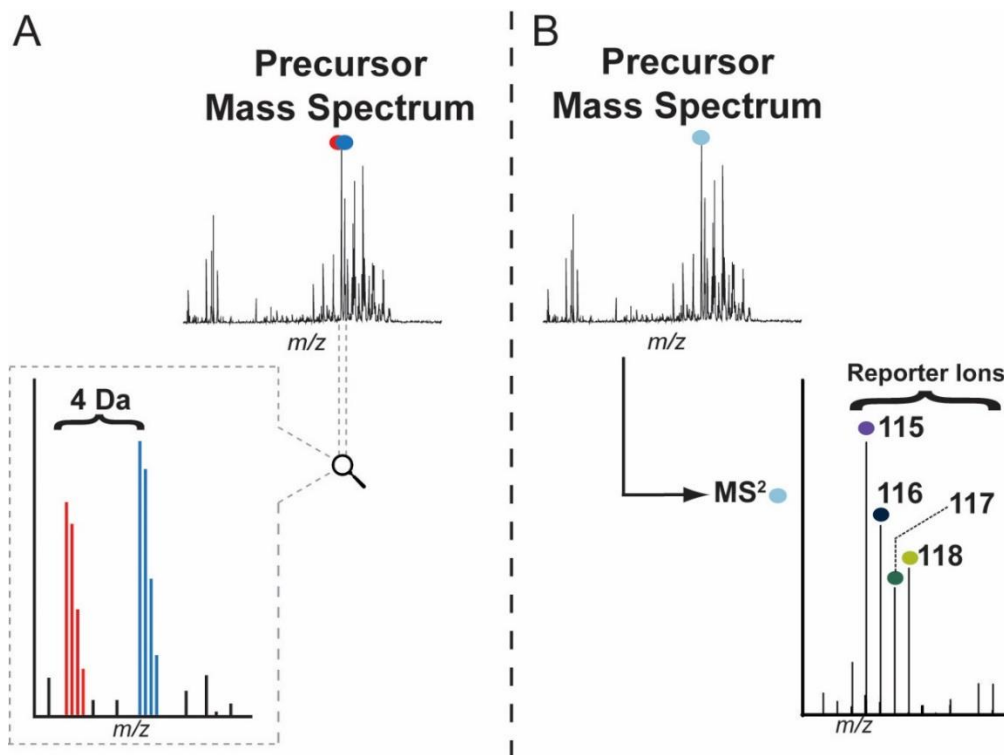 A
Precursor
Mass Spectrum
m/z
4 Da
m/z
B
Precursor
Mass Spectrum
m/z
MS²
Reporter Ions
115
116
117
118
m/z